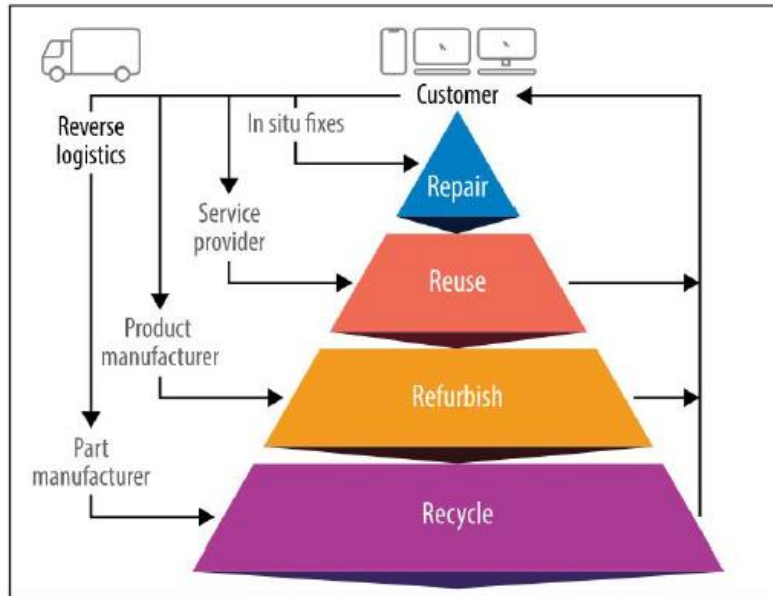 Customer
Reverse
logistics
In situ fixes
Repair
Service
provider
Reuse
Product
manufacturer
Refurbish
Part
manufacturer
Recycle